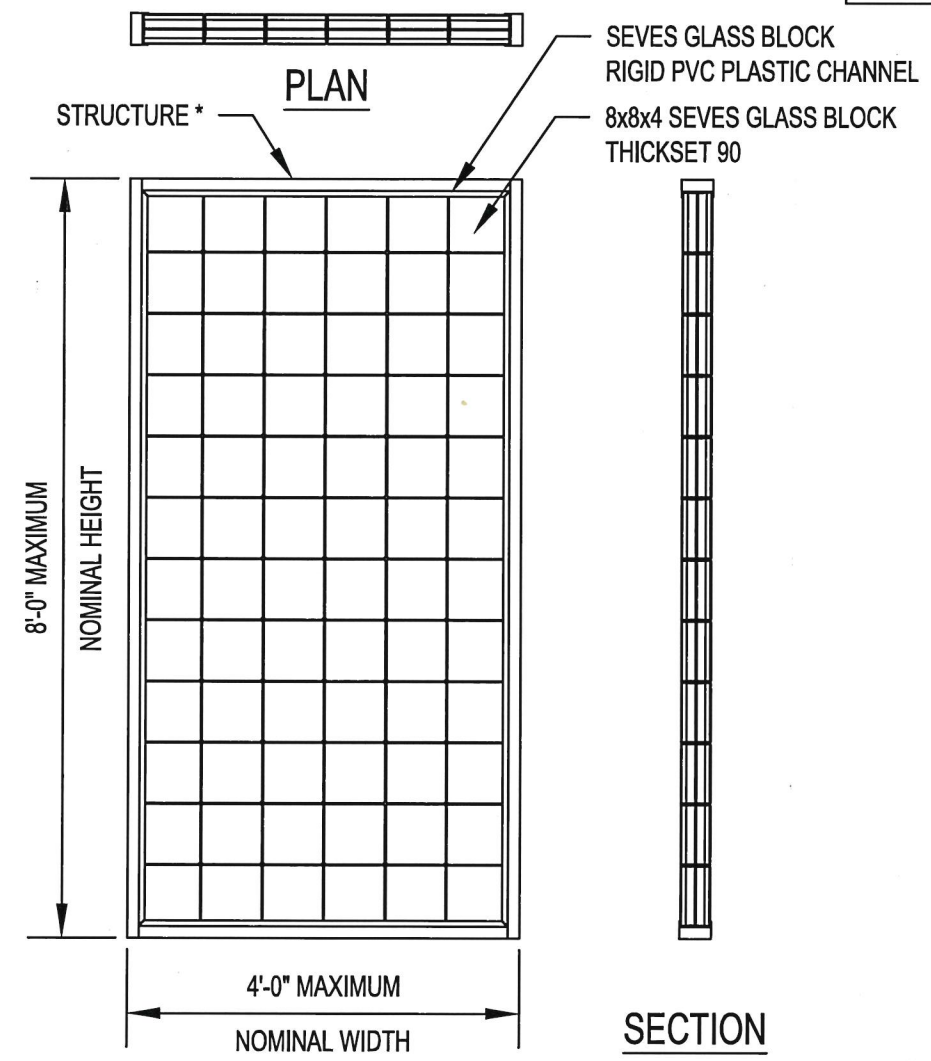 SEVES GLASS BLOCK
RIGID PVC PLASTIC CHANNEL
PLAN
STRUCTURE *
8x8x4 SEVES GLASS BLOCK
THICKSET 90
8'-0" MAXIMUM
NOMINAL HEIGHT
4'-0" MAXIMUM
NOMINAL WIDTH
SECTION